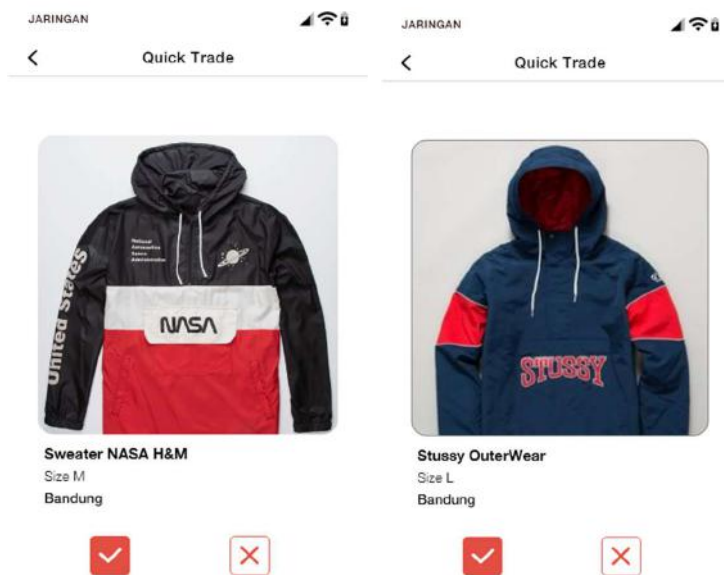 JARINGAN
Quick Trade
United States
National
Aeronautics
Space
Administration
NASA
Sweater NASA H&M
Size M
Bandung
JARINGAN
Quick Trade
STUSSY
Stussy OuterWear
Size L
Bandung